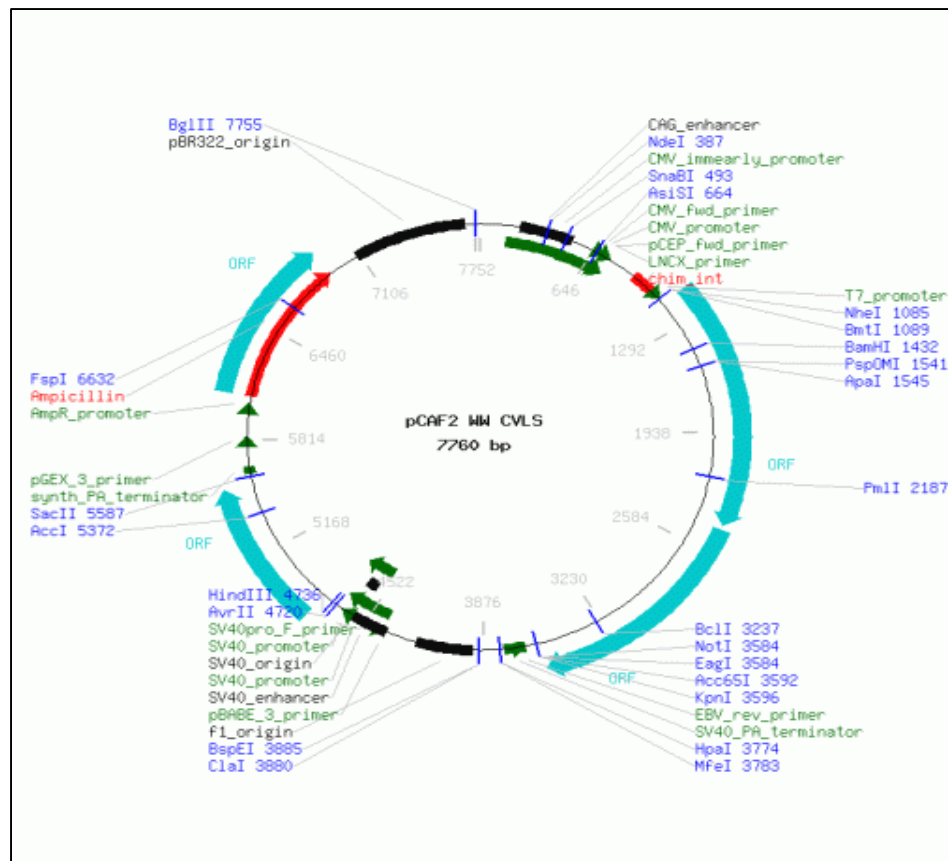 BglII 7755
pBR322_origin
CAG_enhancer
NdeI 387
CMV_immearly_promoter
SnaBI 493
AsiSI 664
CMV_fwd_primer
CMV_promoter
pCEP_fwd_primer
LNCX_primer
chim_int
T7_promoter
NheI 1085
BmtI 1089
BamHI 1432
PspOMI 1541
ApaI 1545
ORF
PmlI 2187
ORF
BclI 3237
NotI 3584
EagI 3584
Acc65I 3592
KpnI 3596
EBV_rev_primer
SV40_PA_terminator
HpaI 3774
MfeI 3783
7752
646
1292
1938
2584
3230
3876
4522
5168
5814
6460
7106
pCAF2 WW CVLS
7760 bp
ORF
FspI 6632
Ampicillin
AmpR_promoter
pGEX_3_primer
synth_PA_terminator
SacII 5587
AccI 5372
ORF
HindIII 4736
AvrII 4720
SV40pro_F_primer
SV40_promoter
SV40_origin
SV40_promoter
SV40_enhancer
pBABE_3_primer
f1_origin
BspEI 3885
ClaI 3880